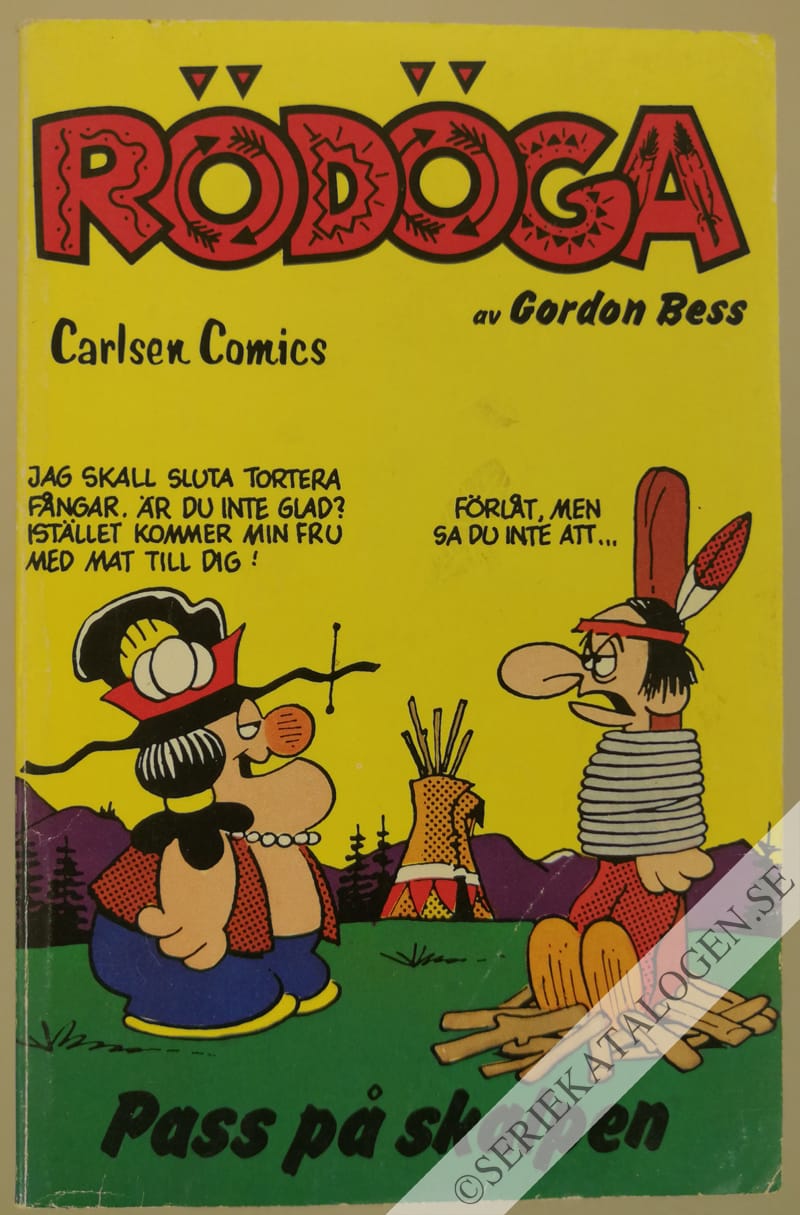 RÖDÖGA
av Gordon Bess
Carlsen Comics
JAG SKALL SLUTA TORTERA
FÅNGAR. ÄR DU INTE GLAD?
ISTÄLLET KOMMER MIN FRU
MED MAT TILL DIG!
FÖRLÅT, MEN
SA DU INTE ATT...
Pass på skalpen
©SERIEKATALOGEN.SE